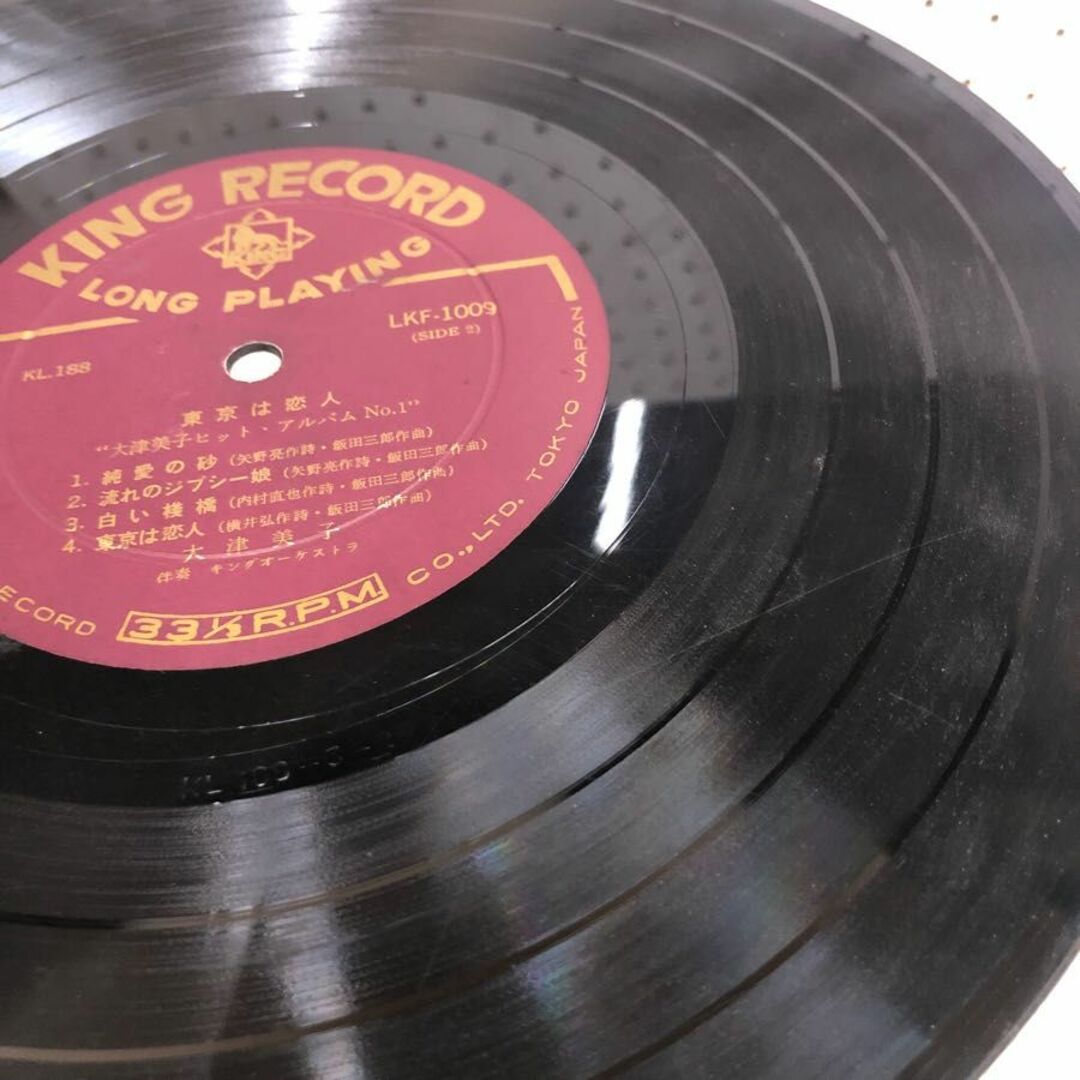 KING RECORD
LONG PLAYING
LKF-1009
(SIDE 2)
KL.188
東京は恋人
“大津美子ヒット・アルバム No.1”
1. 純愛の砂 (矢野亮作詩・飯田三郎作曲)
2. 流れのジプシー娘 (矢野亮作詩・飯田三郎作曲)
3. 白い桟橋 (内村直也作詩・飯田三郎作曲)
4. 東京は恋人 (横井弘作詩・飯田三郎作曲)
大津美子
伴奏 キングオーケストラ
33⅓ R.P.M
ECORD CO., LTD. TOKYO JAPAN